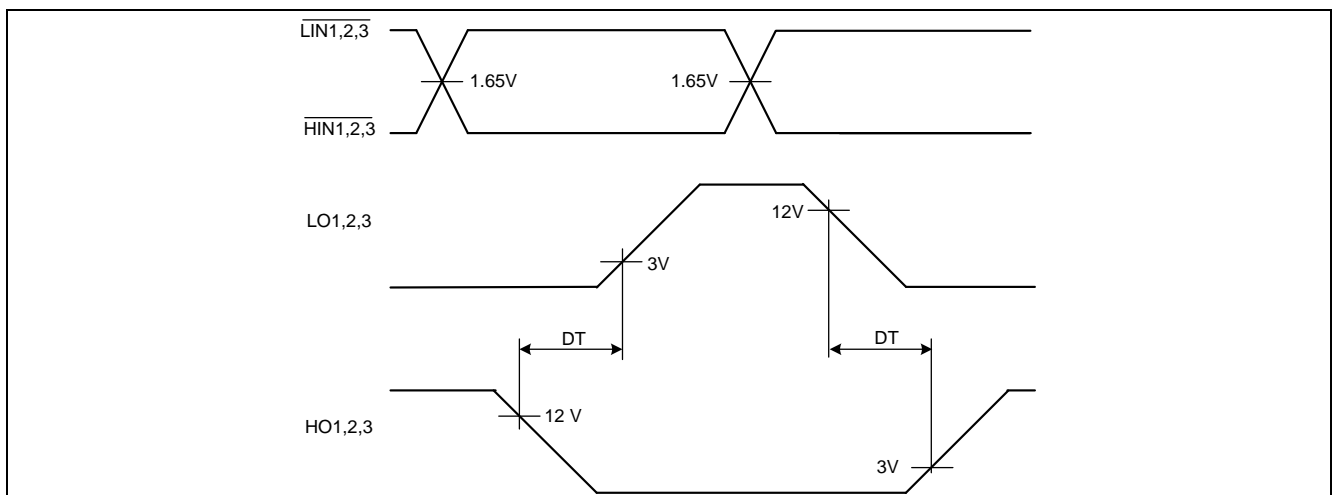 LIN1,2,3
1.65V
1.65V
HIN1,2,3
LO1,2,3
12V
3V
DT
DT
12 V
HO1,2,3
3V